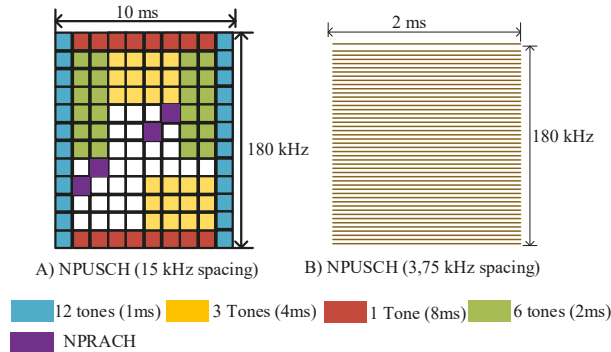 10 ms
2 ms
180 kHz
180 kHz
A) NPUSCH (15 kHz spacing)
B) NPUSCH (3,75 kHz spacing)
12 tones (1ms)
3 Tones (4ms)
1 Tone (8ms)
6 tones (2ms)
NPRACH